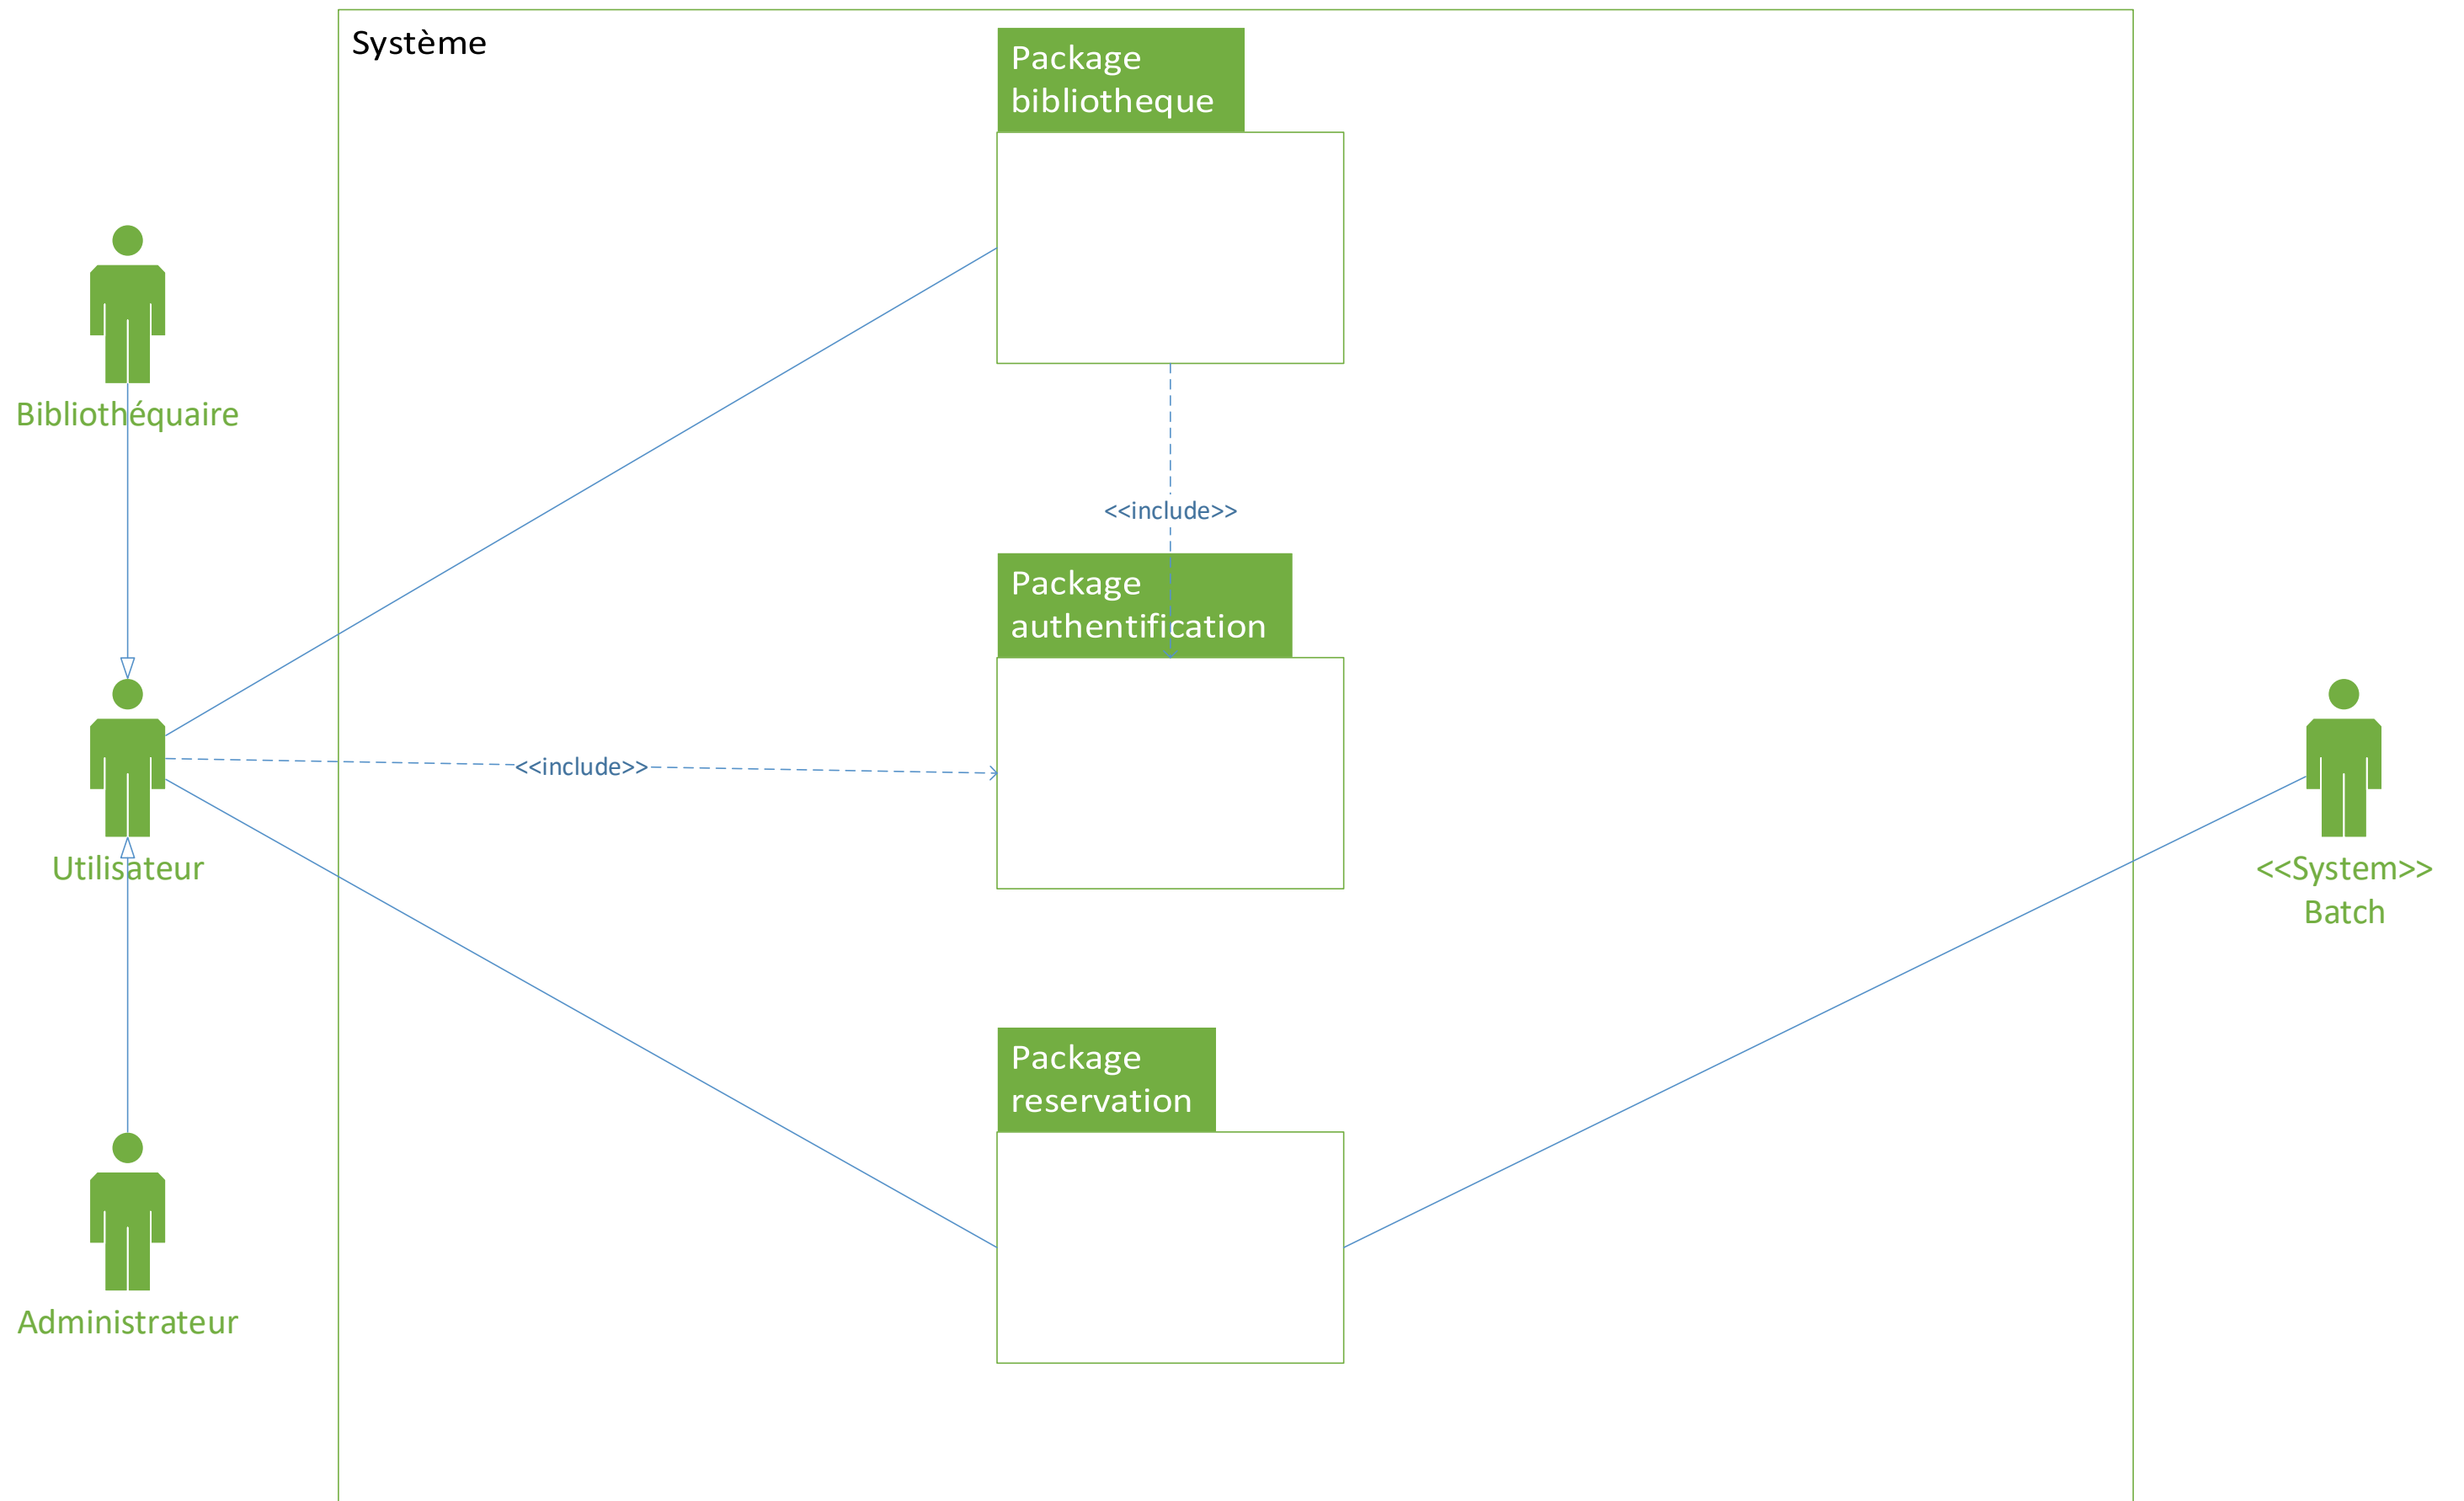 Système
Package
bibliotheque
Bibliothéquaire
<<include>>
Package
authentification
<<include>>
Utilisateur
<<System>>
Batch
Package
reservation
Administrateur